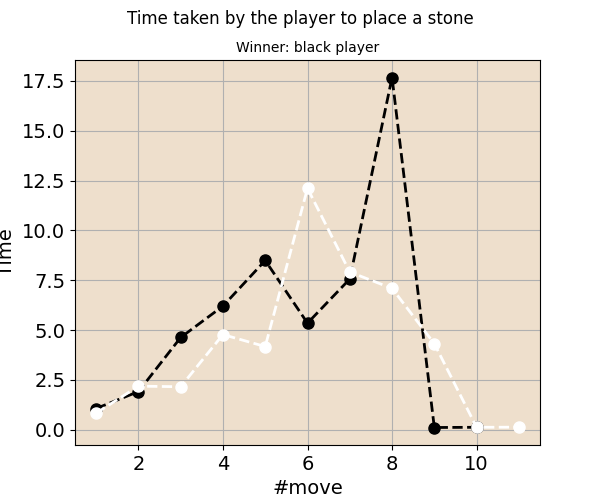 Time taken by the player to place a stone
Winner: black player
17.5
15.0
12.5
10.0
7.5
5.0
2.5
0.0
Time
2 4 6 8 10
#move